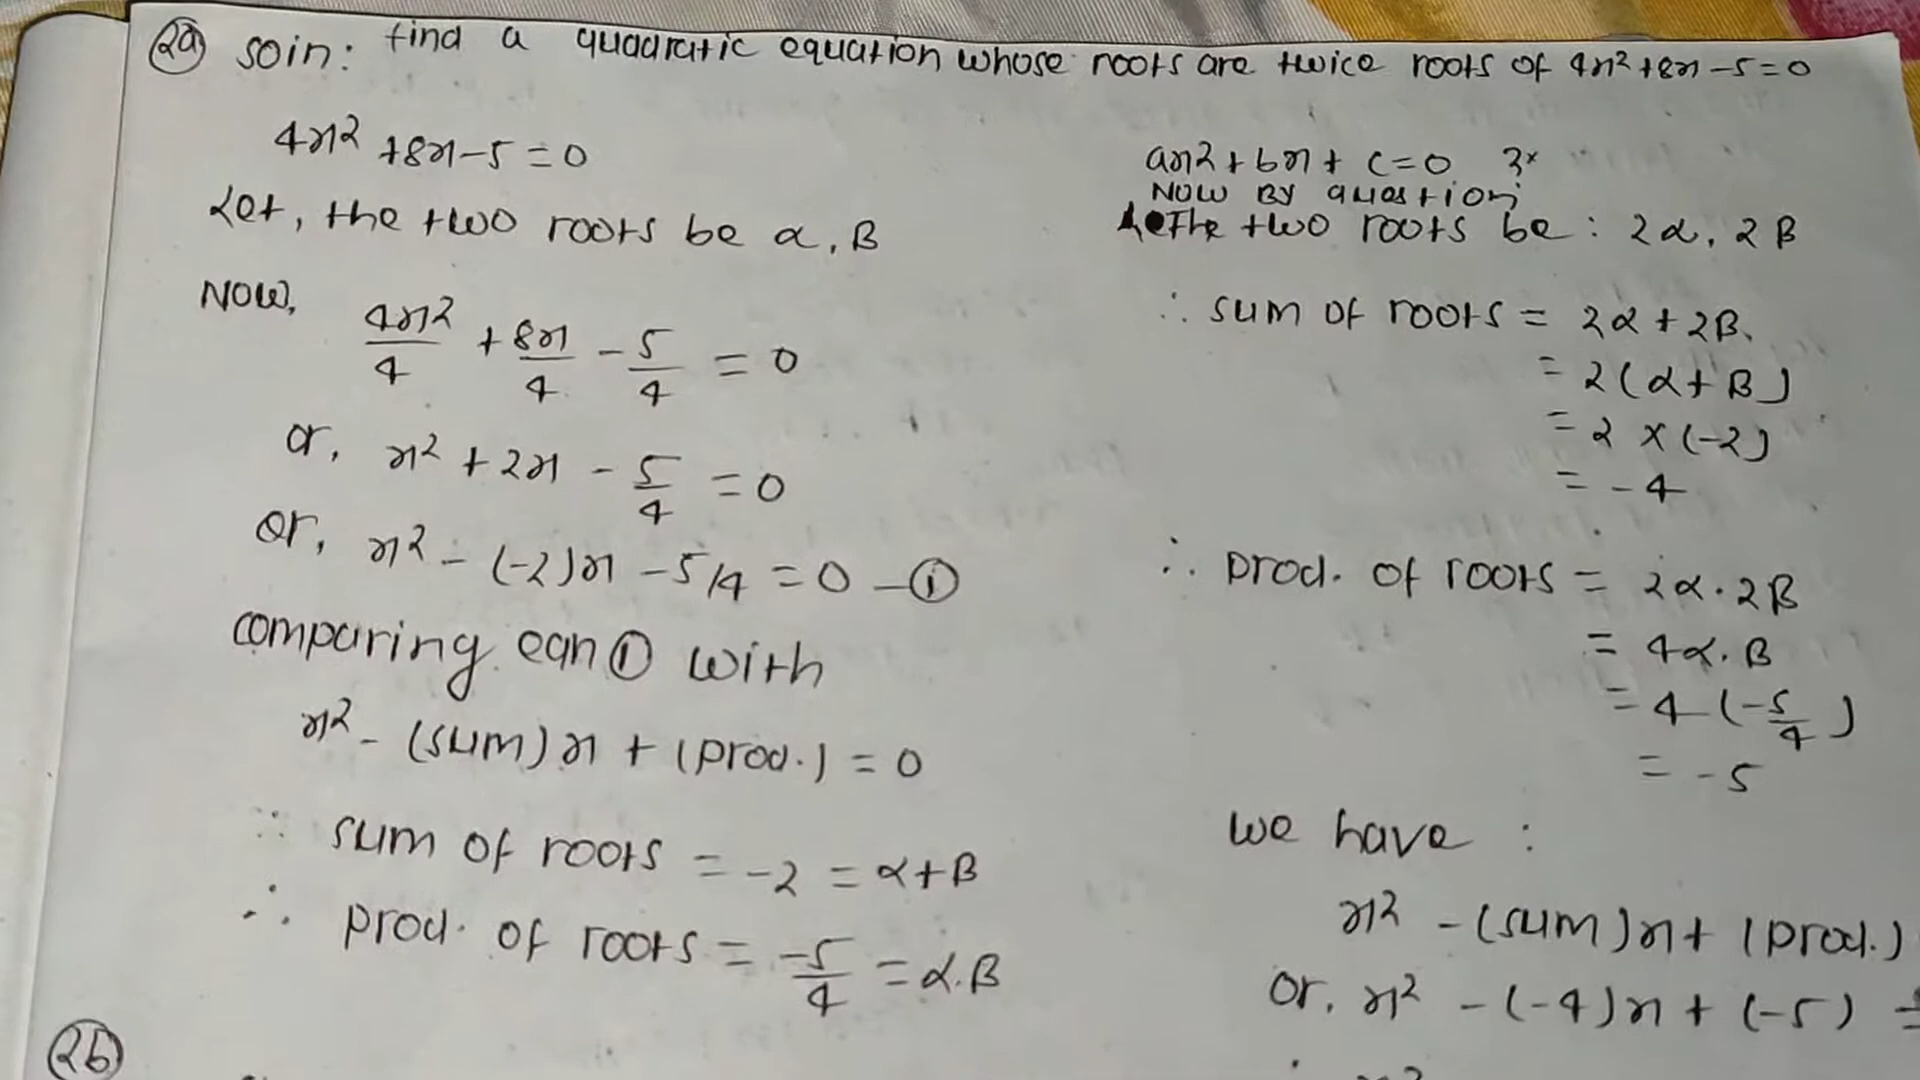 2a soln: find a quadratic equation whose roots are twice roots of 4x²+8x-5=0
4x²+8x-5=0
Let, the two roots be α, β
Now,
4x²/4 + 8x/4 - 5/4 = 0
or, x² + 2x - 5/4 = 0
or, x² - (-2)x - 5/4 = 0 - ①
comparing eqn ① with
x² - (sum)x + (prod.) = 0
∵ sum of roots = -2 = α+β
∴ prod. of roots = -5/4 = α.β
2b
ax²+bx+c=0
Now By question;
The two roots be: 2α, 2β
∴ sum of roots = 2α+2β.
= 2(α+β)
= 2×(-2)
= -4
∴ prod. of roots = 2α.2β
= 4α.β
= 4(-5/4)
= -5
we have:
x² - (sum)x + (prod.)
or, x² - (-4)x + (-5) =